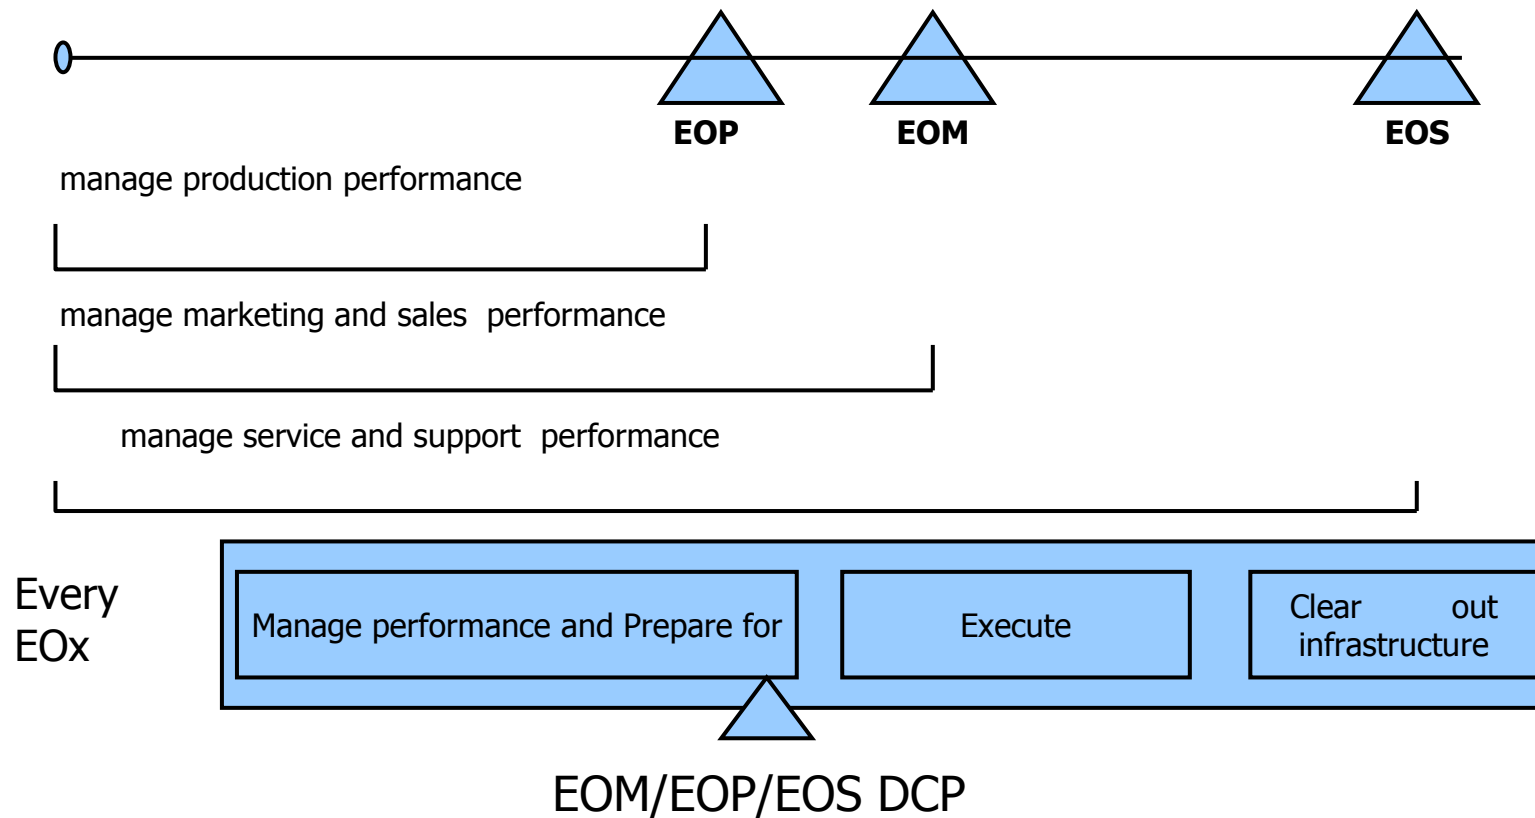 EOP EOM EOS
manage production performance
manage marketing and sales  performance
manage service and support  performance
Every
EOx
Manage performance and Prepare for
Execute
Clear out
infrastructure
EOM/EOP/EOS DCP